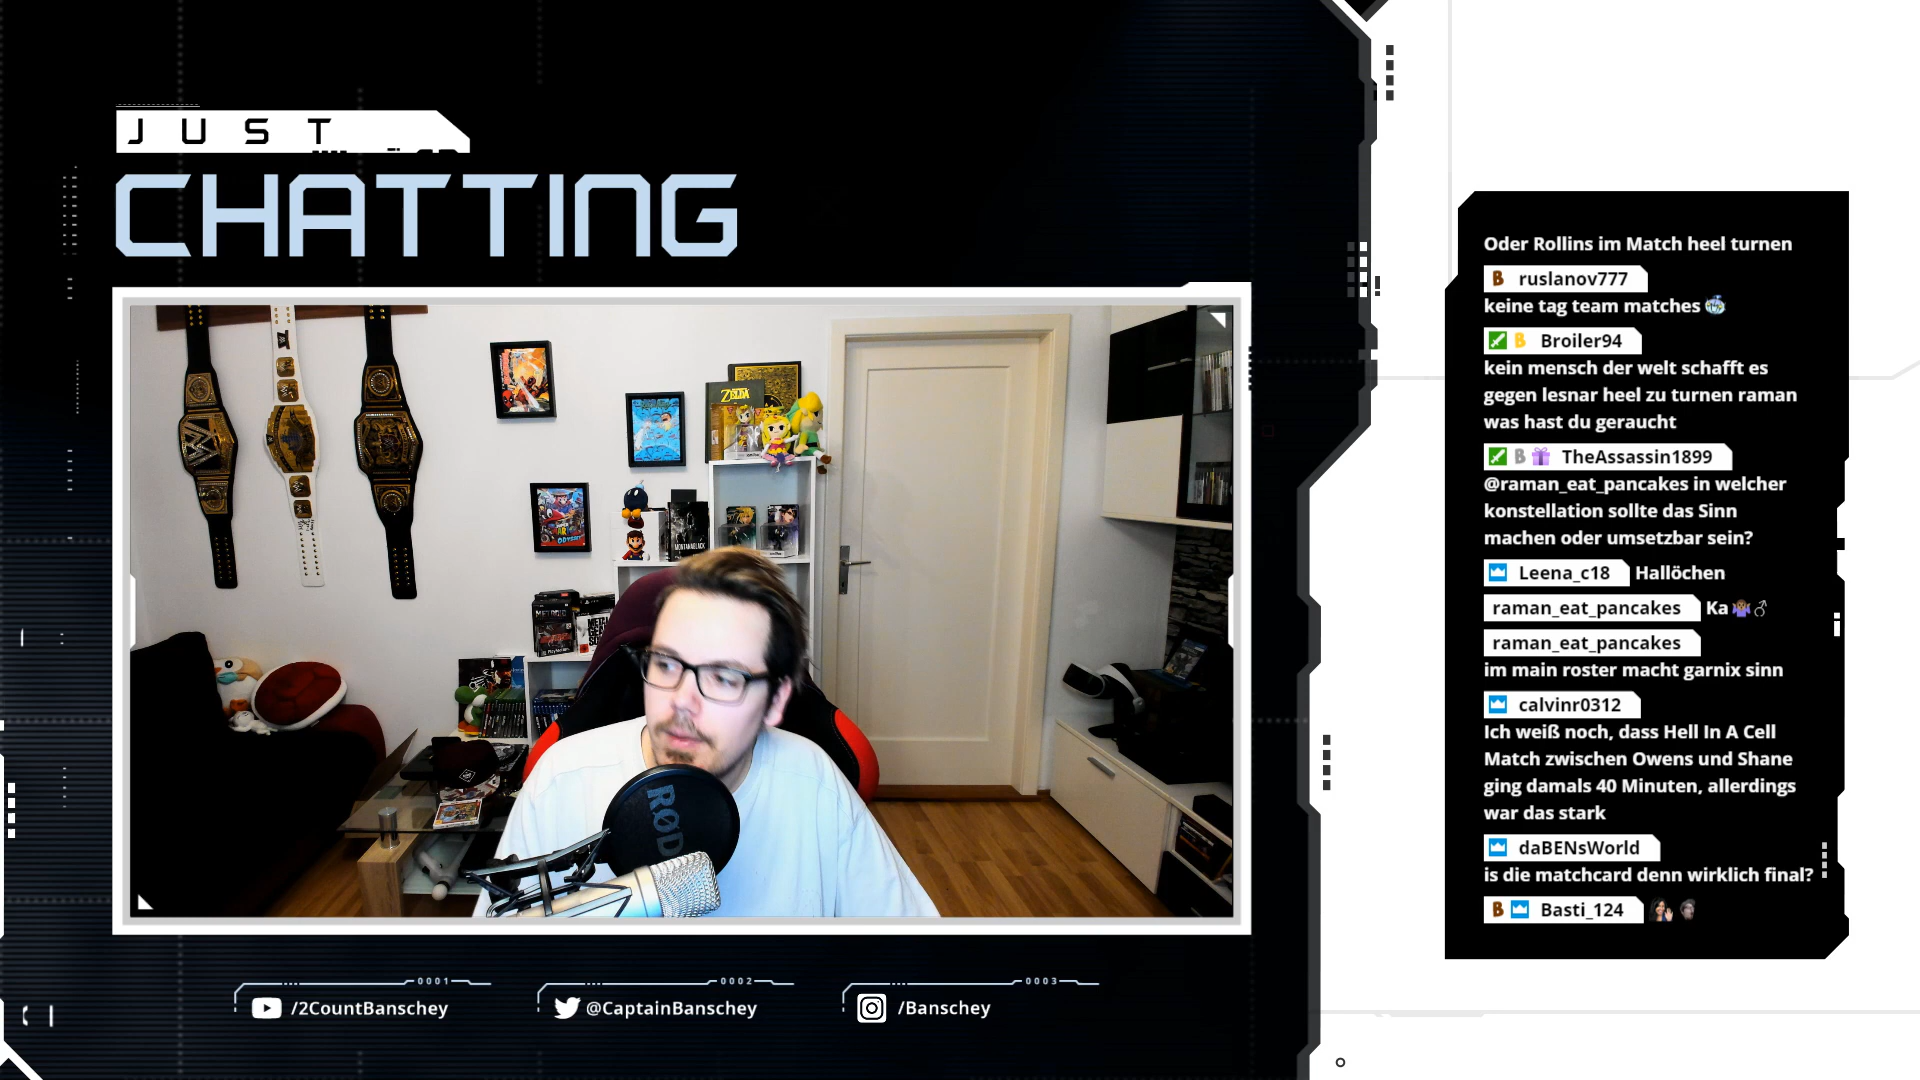 JUST
CHATTING
ZELDA
MONTANABLACK
METROID
RØD
0001
/2CountBanschey
0002
@CaptainBanschey
0003
/Banschey
Oder Rollins im Match heel turnen
ruslanov777
keine tag team matches
Broiler94
kein mensch der welt schafft es
gegen lesnar heel zu turnen raman
was hast du geraucht
TheAssassin1899
@raman_eat_pancakes in welcher
konstellation sollte das Sinn
machen oder umsetzbar sein?
Leena_c18 Hallöchen
raman_eat_pancakes Ka 🤷🏾♂
raman_eat_pancakes
im main roster macht garnix sinn
calvinr0312
Ich weiß noch, dass Hell In A Cell
Match zwischen Owens und Shane
ging damals 40 Minuten, allerdings
war das stark
daBENsWorld
is die matchcard denn wirklich final?
Basti_124